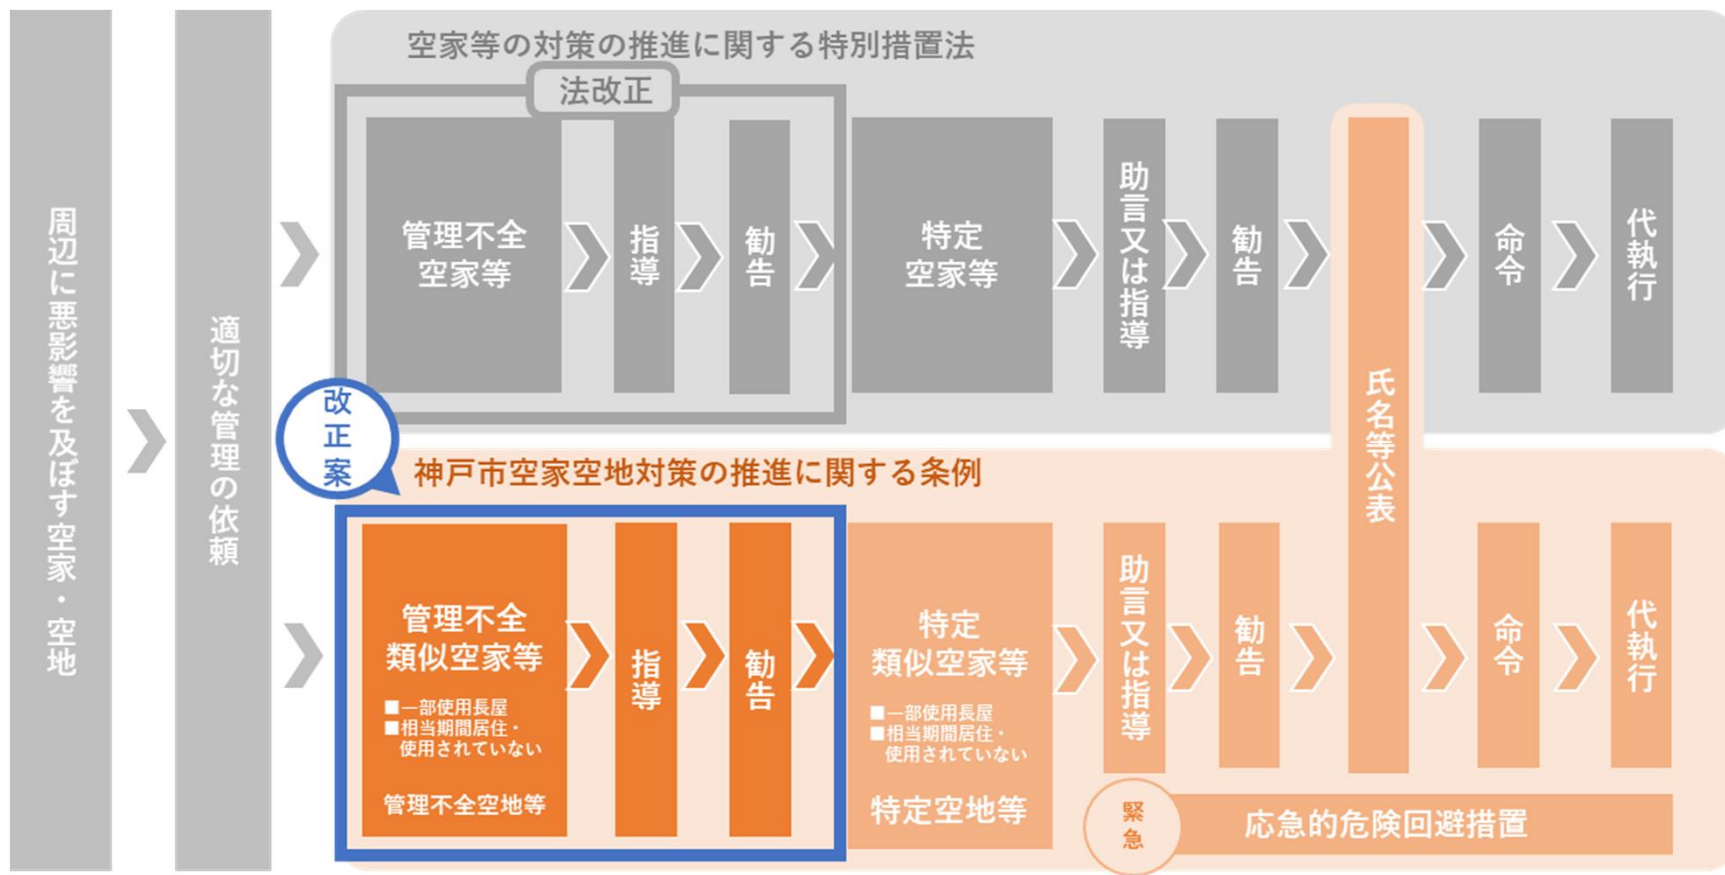 周辺に悪影響を及ぼす空家・空地
適切な管理の依頼
空家等の対策の推進に関する特別措置法
法改正
管理不全
空家等
指導
勧告
特定
空家等
助言又は指導
勧告
氏名等公表
命令
代執行
改
正
案
神戸市空家空地対策の推進に関する条例
管理不全
類似空家等
■一部使用長屋
■相当期間居住・
使用されていない
管理不全空地等
指導
勧告
特定
類似空家等
■一部使用長屋
■相当期間居住・
使用されていない
特定空地等
助言又は指導
勧告
命令
代執行
緊
急
応急的危険回避措置